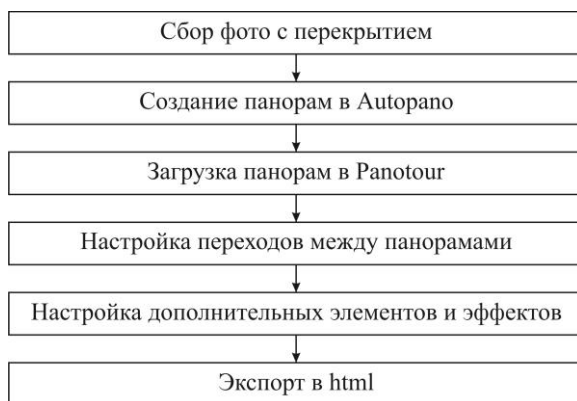 Сбор фото с перекрытием
Создание панорам в Autopano
Загрузка панорам в Panotour
Настройка переходов между панорамами
Настройка дополнительных элементов и эффектов
Экспорт в html